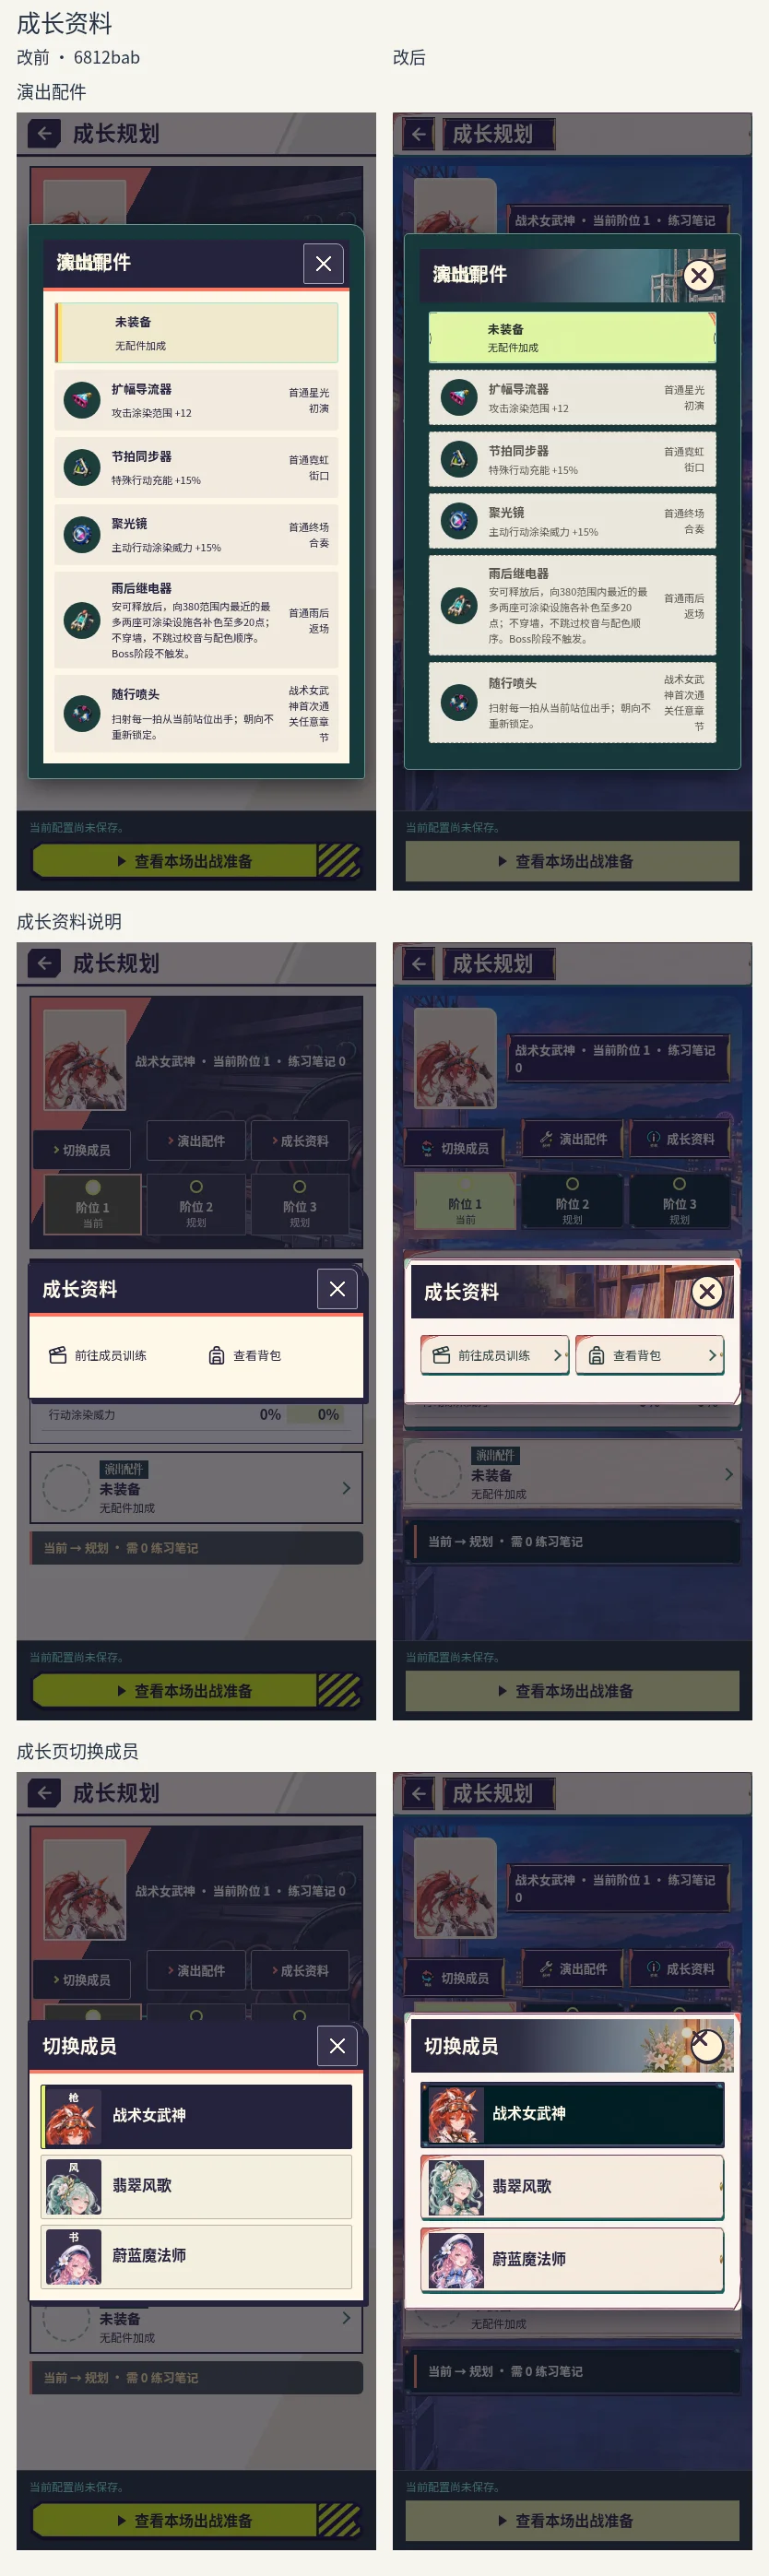 成长资料
改前 · 6812bab
改后
演出配件
成长规划
演出配件
未装备
无配件加成
扩幅导流器
攻击涂染范围 +12
首通星光
初演
节拍同步器
特殊行动充能 +15%
首通霓虹
街口
聚光镜
主动行动涂染威力 +15%
首通终场
合奏
雨后继电器
安可释放后，向380范围内最近的最
多两座可涂染设施各补色至多20点；
不穿墙，不跳过校音与配色顺序。
Boss阶段不触发。
首通雨后
返场
随行喷头
扫射每一拍从当前站位出手；朝向不
重新锁定。
战术女武
神首次通
关任意章
节
当前配置尚未保存。
查看本场出战准备
成长规划
战术女武神 · 当前阶位 1 · 练习笔记
演出配件
未装备
无配件加成
扩幅导流器
攻击涂染范围 +12
首通星光
初演
节拍同步器
特殊行动充能 +15%
首通霓虹
街口
聚光镜
主动行动涂染威力 +15%
首通终场
合奏
雨后继电器
安可释放后，向380范围内最近的最
多两座可涂染设施各补色至多20
点；不穿墙，不跳过校音与配色顺
序。Boss阶段不触发。
首通雨后
返场
随行喷头
扫射每一拍从当前站位出手；朝向不
重新锁定。
战术女武
神首次通
关任意章
节
当前配置尚未保存。
查看本场出战准备
成长资料说明
成长规划
战术女武神 · 当前阶位 1 · 练习笔记 0
切换成员
演出配件
成长资料
阶位 1
当前
阶位 2
规划
阶位 3
规划
成长资料
前往成员训练
查看背包
行动涂染威力
0%
0%
演出配件
未装备
无配件加成
当前 → 规划 · 需 0 练习笔记
当前配置尚未保存。
查看本场出战准备
成长规划
战术女武神 · 当前阶位 1 · 练习笔记
0
切换成员
演出配件
成长资料
阶位 1
当前
阶位 2
规划
阶位 3
规划
成长资料
前往成员训练
查看背包
演出配件
未装备
无配件加成
当前 → 规划 · 需 0 练习笔记
当前配置尚未保存。
查看本场出战准备
成长页切换成员
成长规划
战术女武神 · 当前阶位 1 · 练习笔记 0
切换成员
演出配件
成长资料
切换成员
枪
战术女武神
风
翡翠风歌
书
蔚蓝魔法师
未装备
无配件加成
当前 → 规划 · 需 0 练习笔记
当前配置尚未保存。
查看本场出战准备
成长规划
战术女武神 · 当前阶位 1 · 练习笔记
0
切换成员
演出配件
成长资料
切换成员
战术女武神
翡翠风歌
蔚蓝魔法师
无配件加成
当前 → 规划 · 需 0 练习笔记
当前配置尚未保存。
查看本场出战准备